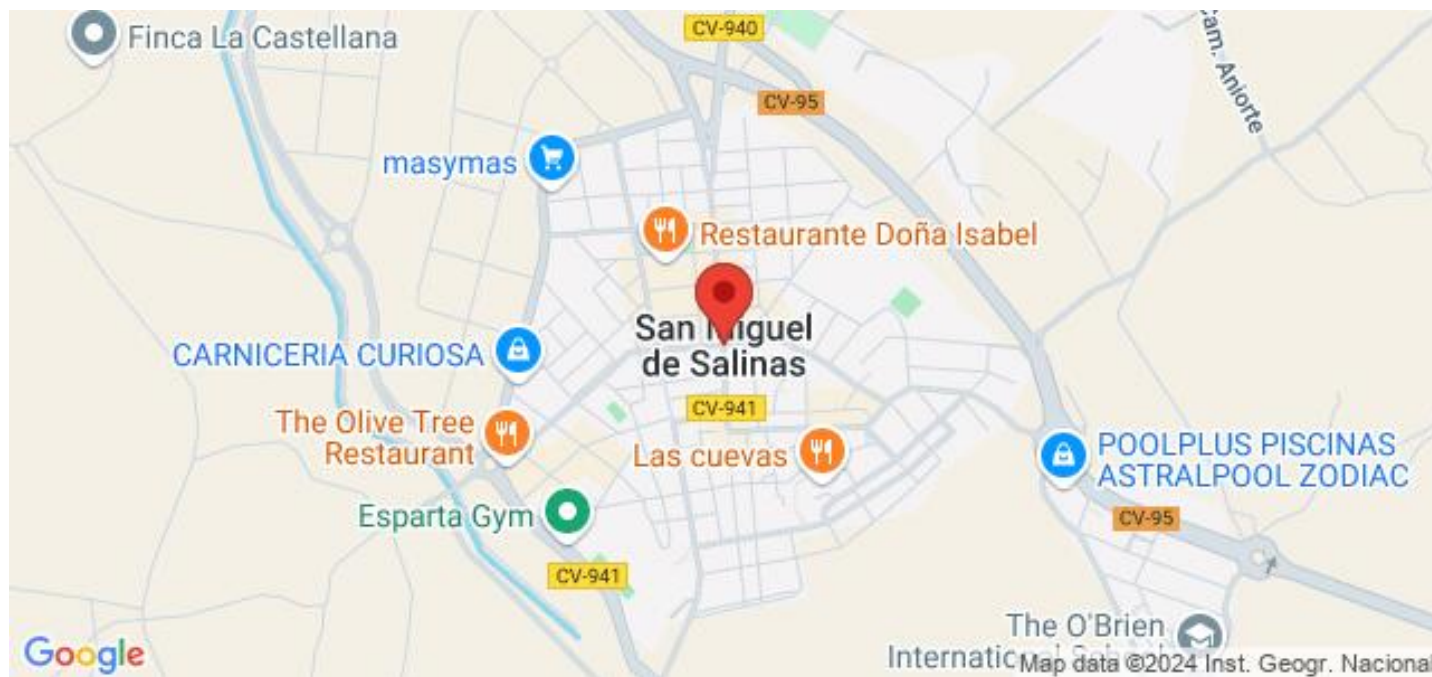 CV-940
Finca La Castellana
Cam. Aniorte
CV-95
masymas
Restaurante Doña Isabel
San Miguel
de Salinas
CARNICERIA CURIOSA
CV-941
The Olive Tree
Restaurant
Las cuevas
POOLPLUS PISCINAS
ASTRALPOOL ZODIAC
Esparta Gym
CV-95
CV-941
The O'Brien
International
Google
Map data ©2024 Inst. Geogr. Nacional